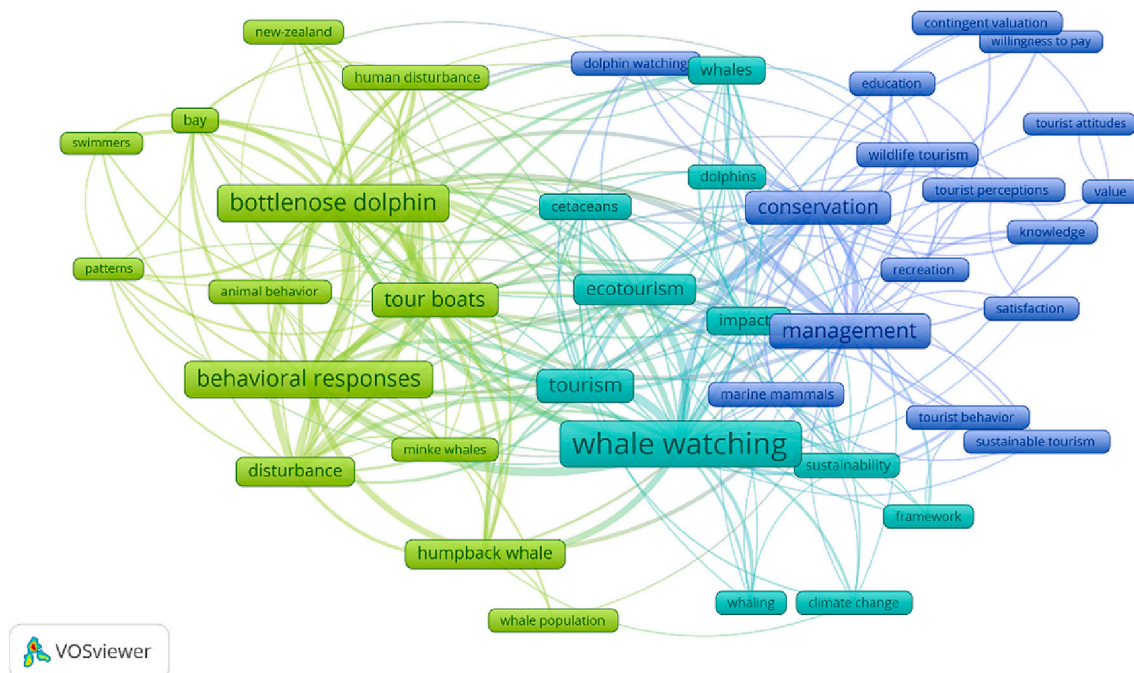 contingent valuation
new-zealand
willingness to pay
dolphin watching
whales
human disturbance
education
bay
tourist attitudes
swimmers
wildlife tourism
dolphins
tourist perceptions
value
bottlenose dolphin
cetaceans
conservation
knowledge
patterns
recreation
animal behavior
ecotourism
tour boats
satisfaction
impact
management
behavioral responses
tourism
marine mammals
tourist behavior
whale watching
sustainable tourism
minke whales
disturbance
sustainability
framework
humpback whale
whaling
climate change
whale population
VOSviewer